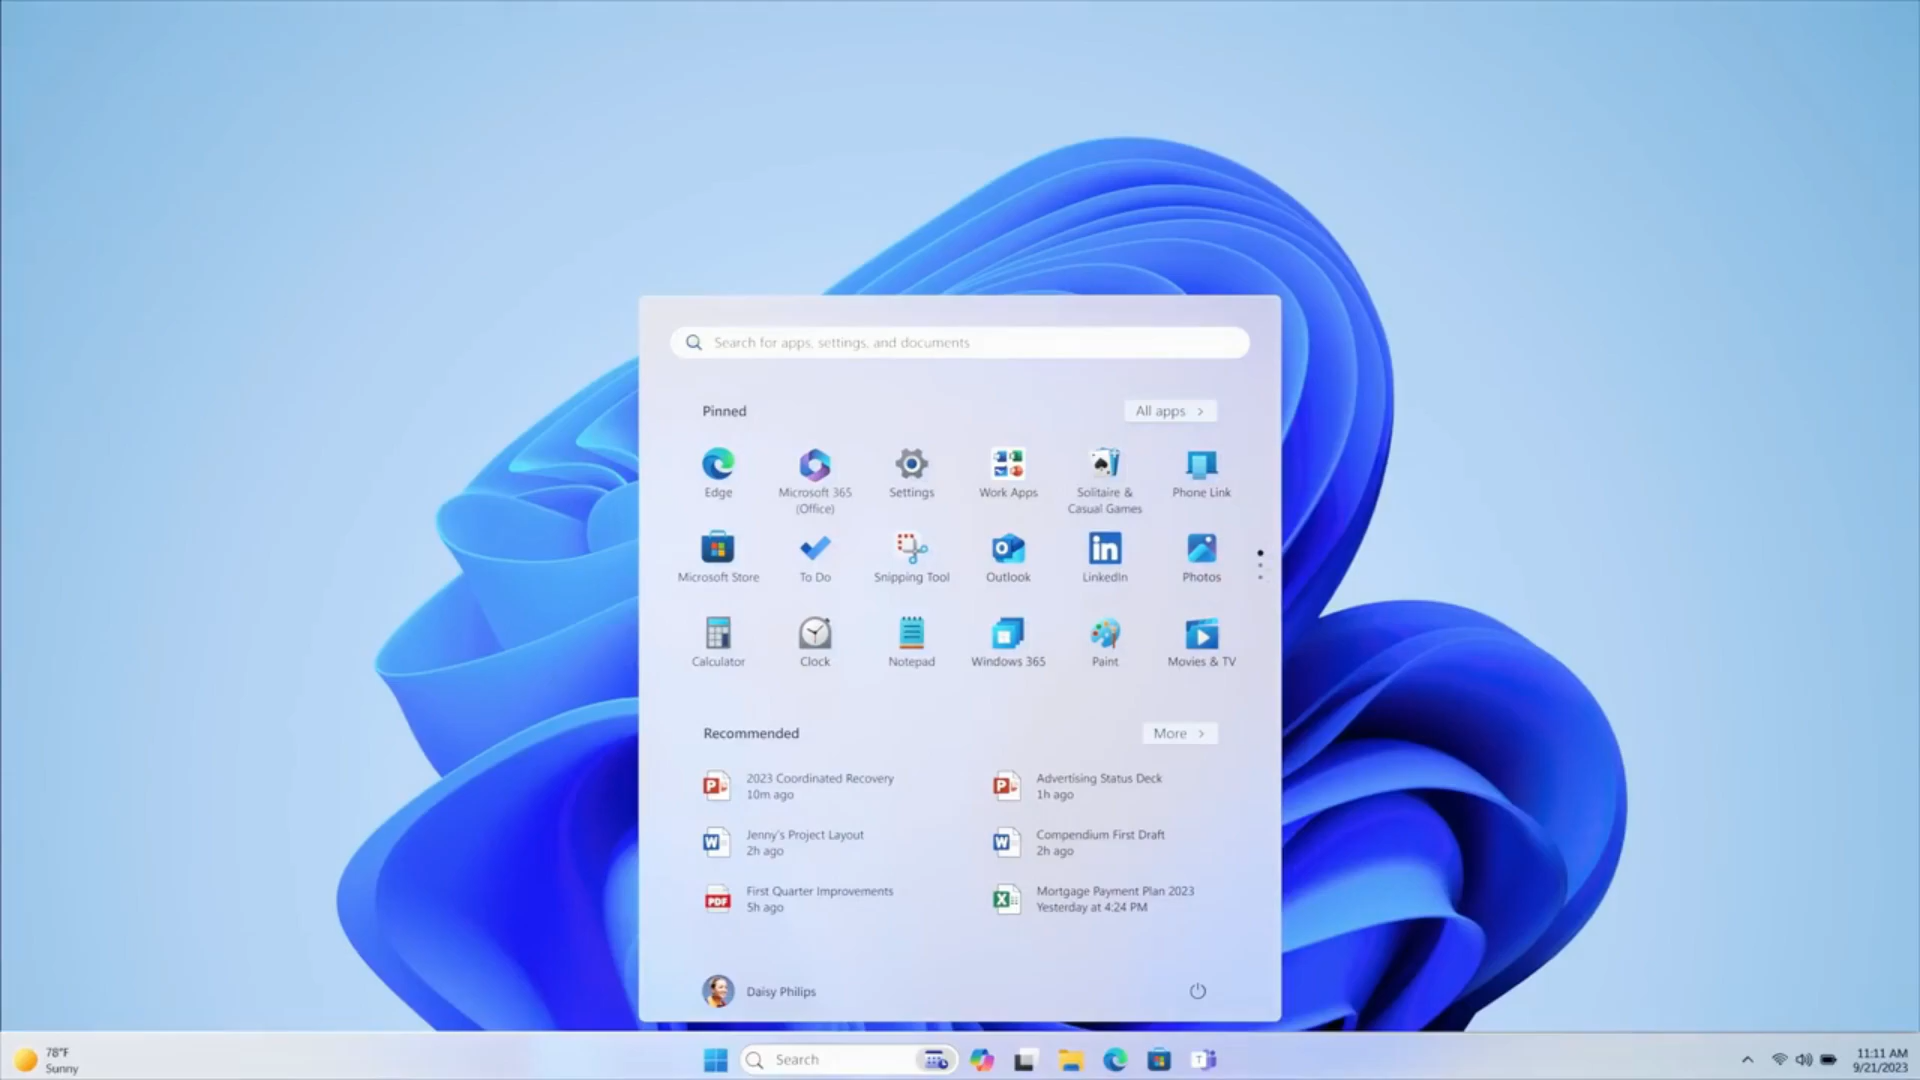 Search for apps, settings, and documents
Pinned
All apps
Edge
Microsoft 365
(Office)
Settings
Work Apps
Solitaire &
Casual Games
Phone Link
Microsoft Store
To Do
Snipping Tool
Outlook
LinkedIn
Photos
Calculator
Clock
Notepad
Windows 365
Paint
Movies & TV
Recommended
More
2023 Coordinated Recovery
10m ago
Advertising Status Deck
1h ago
Jenny's Project Layout
2h ago
Compendium First Draft
2h ago
First Quarter Improvements
5h ago
Mortgage Payment Plan 2023
Yesterday at 4:24 PM
Daisy Philips
78°F
Sunny
Search
11:11 AM
9/21/2023